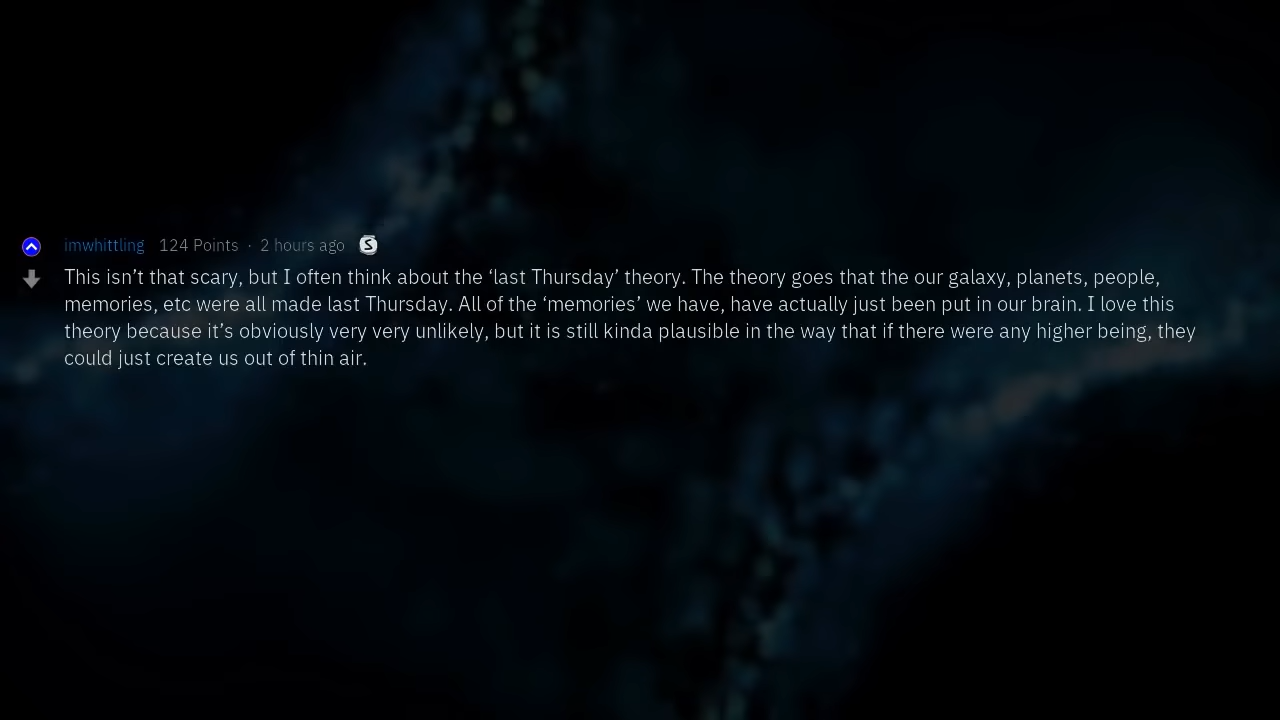 imwhittling 124 Points · 2 hours ago S
This isn’t that scary, but I often think about the ‘last Thursday’ theory. The theory goes that the our galaxy, planets, people,
memories, etc were all made last Thursday. All of the ‘memories’ we have, have actually just been put in our brain. I love this
theory because it’s obviously very very unlikely, but it is still kinda plausible in the way that if there were any higher being, they
could just create us out of thin air.